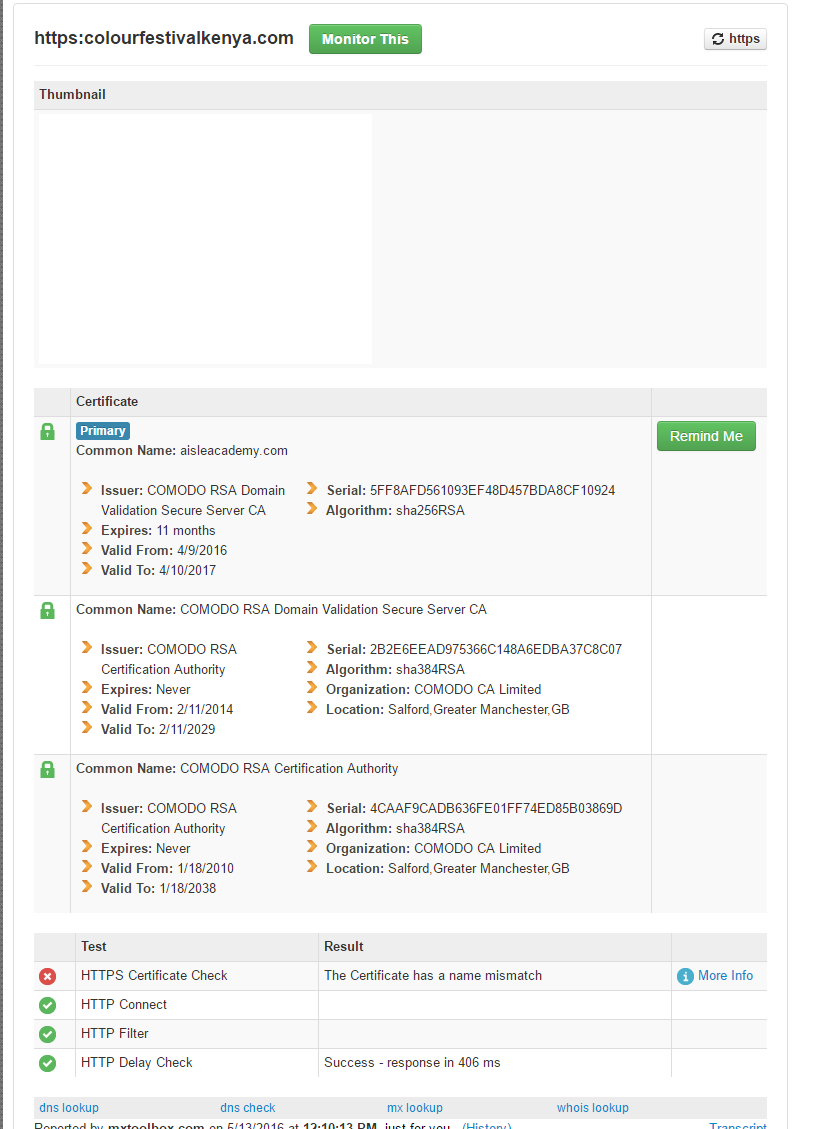 https:colourfestivalkenya.com Monitor This https
Thumbnail
Certificate
Primary
Remind Me
Common Name: aisleacademy.com
Issuer: COMODO RSA Domain Validation Secure Server CA
Expires: 11 months
Valid From: 4/9/2016
Valid To: 4/10/2017
Serial: 5FF8AFD561093EF48D457BDA8CF10924
Algorithm: sha256RSA
Common Name: COMODO RSA Domain Validation Secure Server CA
Issuer: COMODO RSA
Certification Authority
Expires: Never
Valid From: 2/11/2014
Valid To: 2/11/2029
Serial: 2B2E6EEAD975366C148A6EDBA37C8C07
Algorithm: sha384RSA
Organization: COMODO CA Limited
Location: Salford,Greater Manchester,GB
Common Name: COMODO RSA Certification Authority
Issuer: COMODO RSA
Certification Authority
Expires: Never
Valid From: 1/18/2010
Valid To: 1/18/2038
Serial: 4CAAF9CADB636FE01FF74ED85B03869D
Algorithm: sha384RSA
Organization: COMODO CA Limited
Location: Salford,Greater Manchester,GB
Test Result
HTTPS Certificate Check The Certificate has a name mismatch More Info
HTTP Connect
HTTP Filter
HTTP Delay Check Success - response in 406 ms
dns lookup dns check mx lookup whois lookup
Reported by mxtoolbox.com on 5/13/2016 at 12:10:13 PM, just for you. (History) Transcript